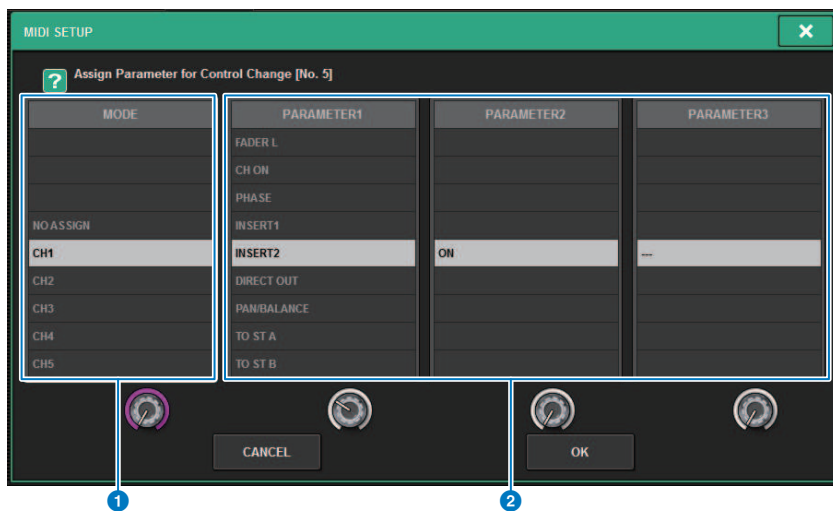 MIDI SETUP
Assign Parameter for Control Change [No. 5]
MODE PARAMETER1 PARAMETER2 PARAMETER3
FADER L
CH ON
PHASE
NO ASSIGN INSERT1
CH1 INSERT2 ON ---
CH2 DIRECT OUT
CH3 PAN/BALANCE
CH4 TO ST A
CH5 TO ST B
CANCEL OK
1 2